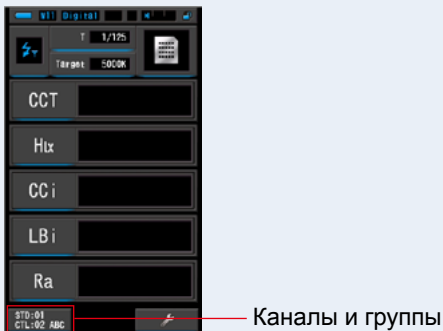 Digital
T 1/125
Target 5000K
CCT
Hlx
CCi
LBi
Ra
STD:01
CTL:02 ABC
Каналы и группы